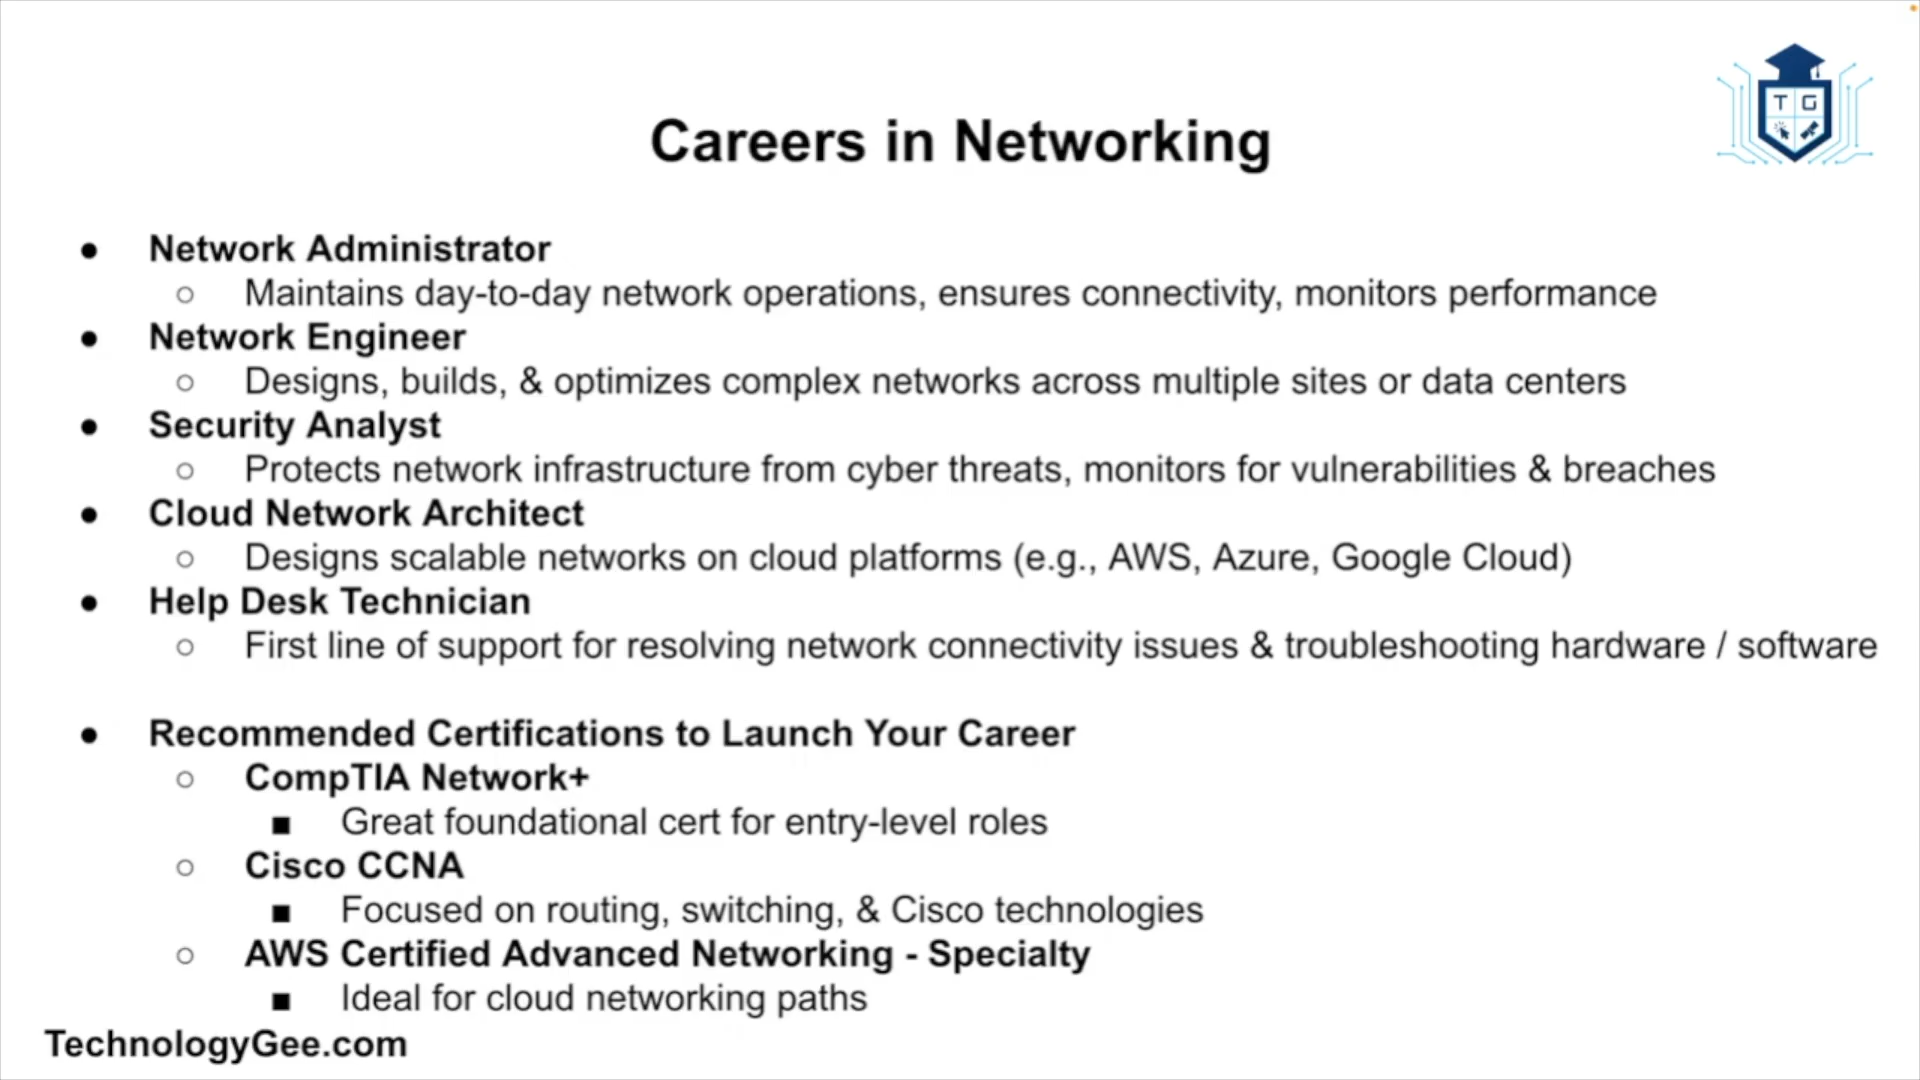 T G
Careers in Networking
● Network Administrator
○ Maintains day-to-day network operations, ensures connectivity, monitors performance
● Network Engineer
○ Designs, builds, & optimizes complex networks across multiple sites or data centers
● Security Analyst
○ Protects network infrastructure from cyber threats, monitors for vulnerabilities & breaches
● Cloud Network Architect
○ Designs scalable networks on cloud platforms (e.g., AWS, Azure, Google Cloud)
● Help Desk Technician
○ First line of support for resolving network connectivity issues & troubleshooting hardware / software
● Recommended Certifications to Launch Your Career
○ CompTIA Network+
■ Great foundational cert for entry-level roles
○ Cisco CCNA
■ Focused on routing, switching, & Cisco technologies
○ AWS Certified Advanced Networking - Specialty
■ Ideal for cloud networking paths
TechnologyGee.com